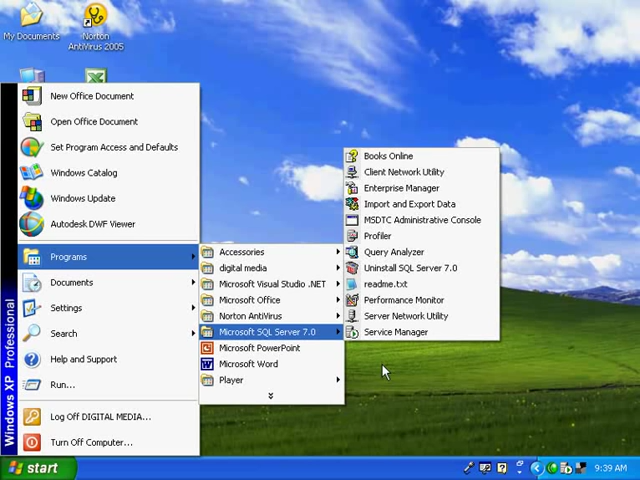 My Documents
Norton
AntiVirus 2005
New Office Document
Open Office Document
Set Program Access and Defaults
Windows Catalog
Windows Update
Autodesk DWF Viewer
Programs
Documents
Settings
Search
Help and Support
Run...
Log Off DIGITAL MEDIA...
Turn Off Computer...
Windows XP Professional
Accessories
digital media
Microsoft Visual Studio .NET
Microsoft Office
Norton AntiVirus
Microsoft SQL Server 7.0
Microsoft PowerPoint
Microsoft Word
Player
Books Online
Client Network Utility
Enterprise Manager
Import and Export Data
MSDTC Administrative Console
Profiler
Query Analyzer
Uninstall SQL Server 7.0
readme.txt
Performance Monitor
Server Network Utility
Service Manager
start
9:39 AM